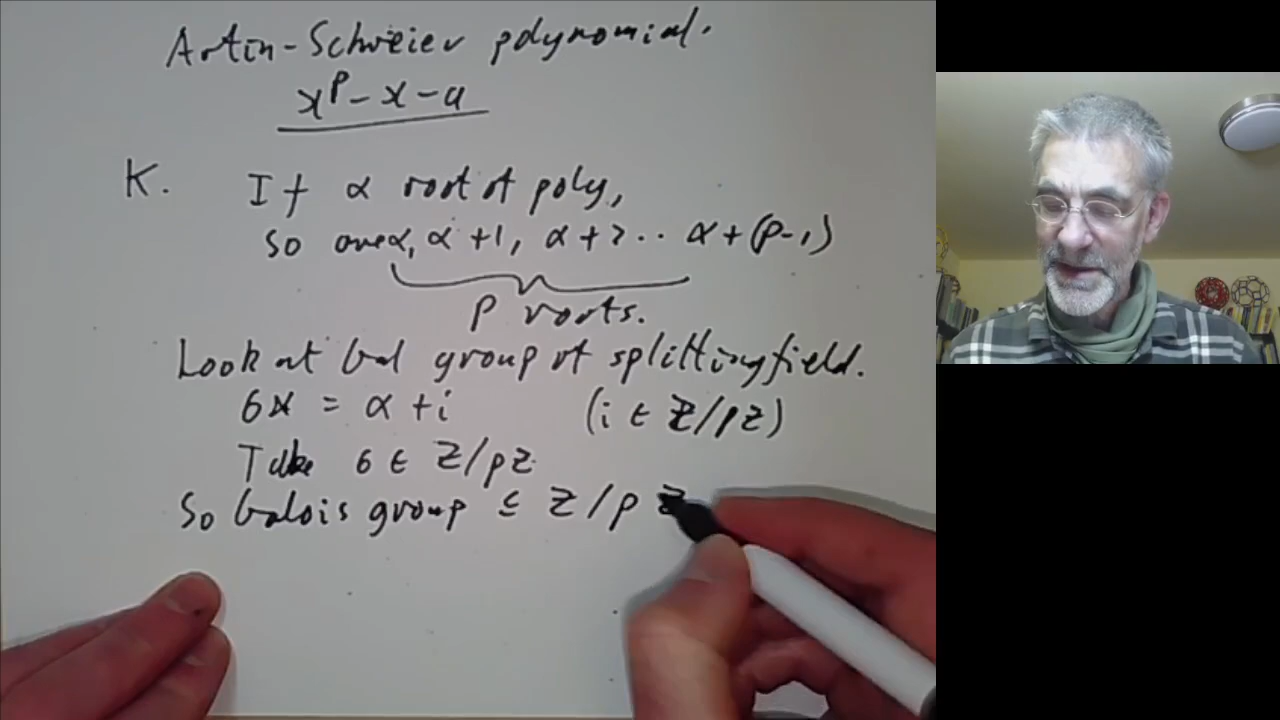 Artin-Schreier polynomial.
x^p - x - a
K. If α root of poly,
so are α, α+1, α+2 .. α+(p-1)
p roots.
Look at Gal group of splitting field.
σα = α+i (i ∈ Z/pZ)
Take σ ∈ Z/pZ
So Galois group ≤ Z/p Z